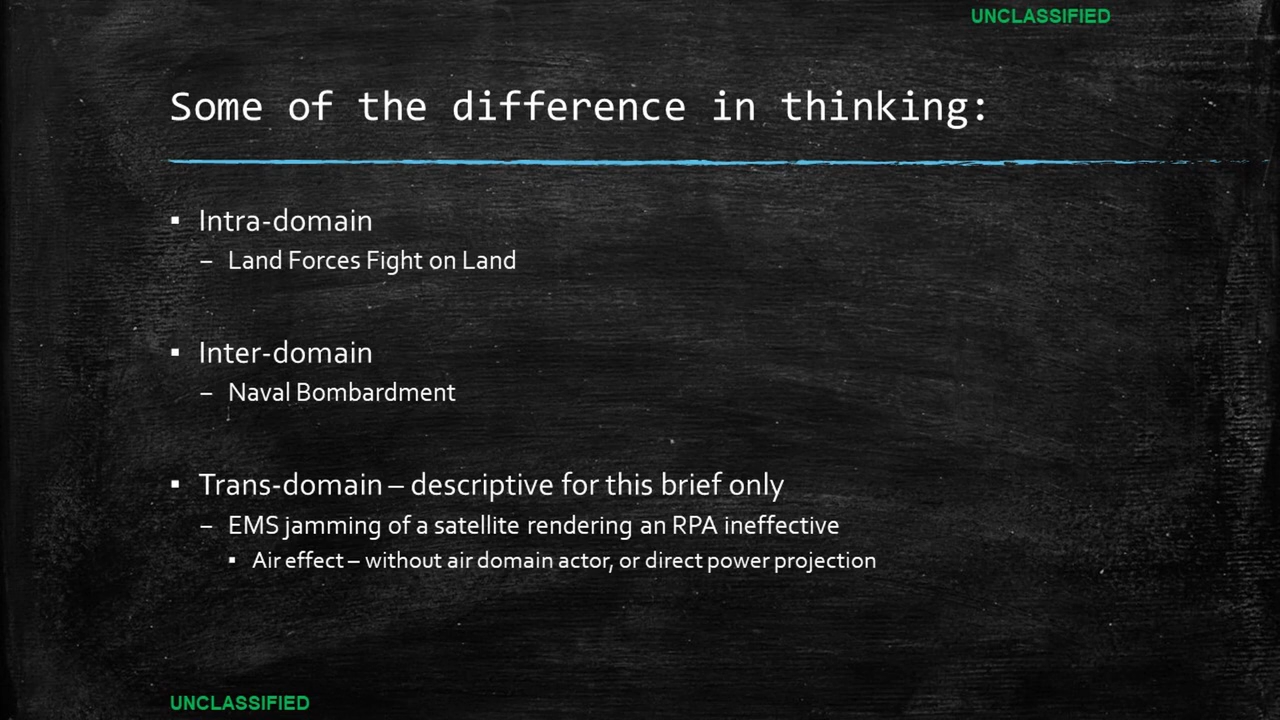 UNCLASSIFIED
Some of the difference in thinking:
▪ Intra-domain
– Land Forces Fight on Land
▪ Inter-domain
– Naval Bombardment
▪ Trans-domain – descriptive for this brief only
– EMS jamming of a satellite rendering an RPA ineffective
▪ Air effect – without air domain actor, or direct power projection
UNCLASSIFIED